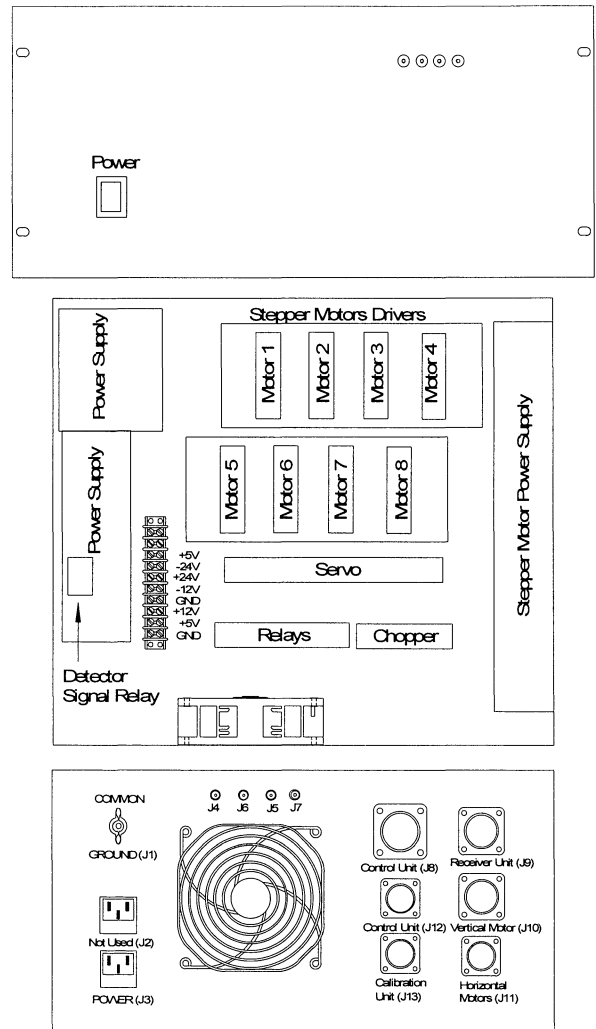 Power
Stepper Motors Drivers
Power Supply
Motor 1
Motor 2
Motor 3
Motor 4
Stepper Motor Power Supply
Power Supply
Motor 5
Motor 6
Motor 7
Motor 8
+5V
-24V
+24V
-12V
GND
+12V
+5V
GND
Servo
Relays
Chopper
Detector
Signal Relay
COMMON
GROUND (J1)
J4 J6 J5 J7
Control Unit (J8)
Receiver Unit (J9)
Not Used (J2)
Control Unit (J12)
Vertical Motor (J10)
POWER (J3)
Calibration
Unit (J13)
Horizontal
Motors (J11)